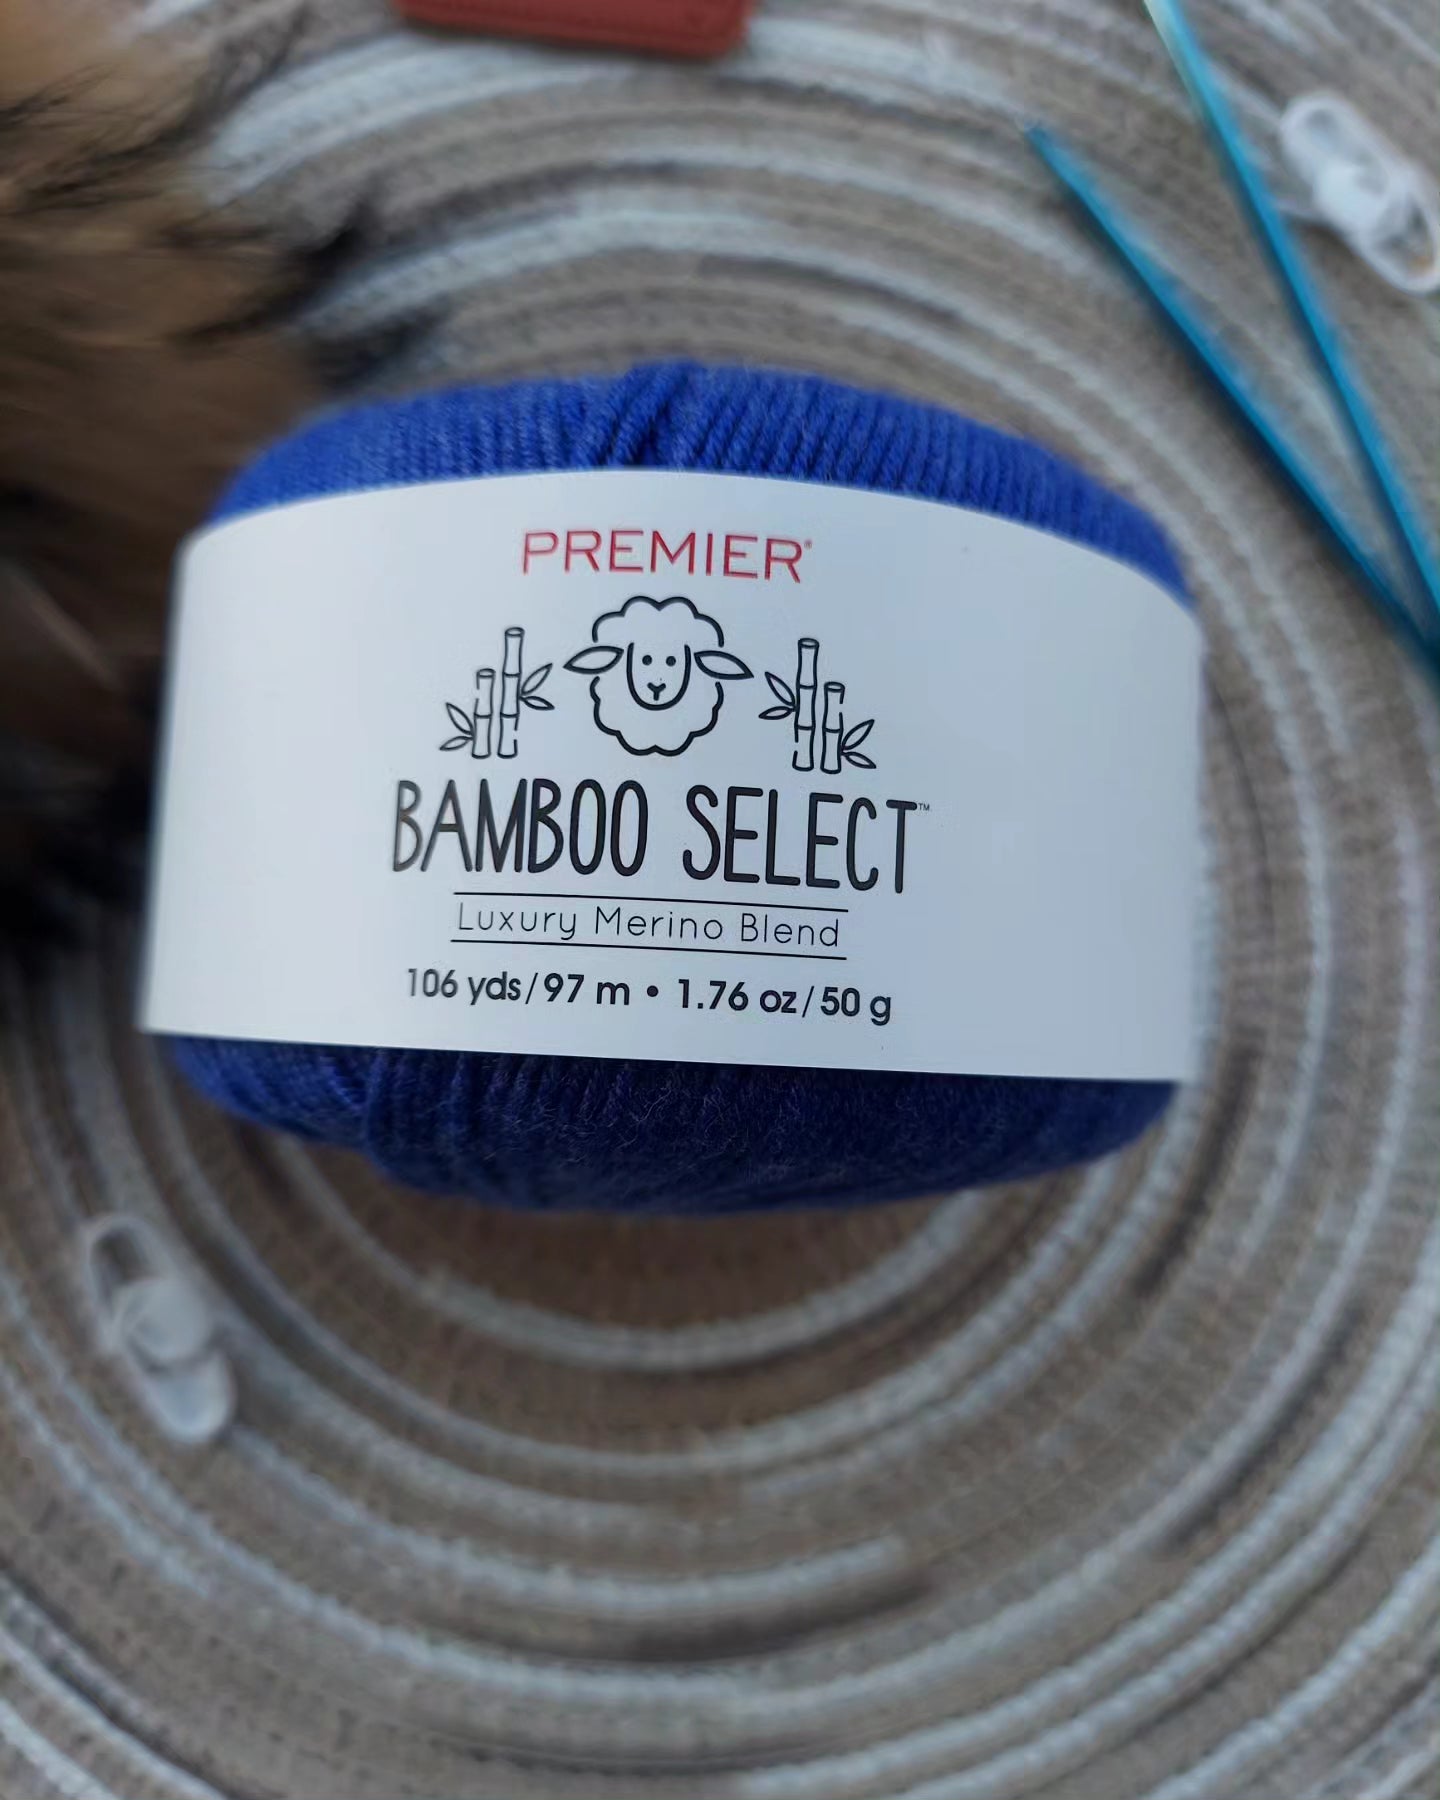 PREMIER®
BAMBOO SELECT™
Luxury Merino Blend
106 yds/97 m • 1.76 oz/50 g